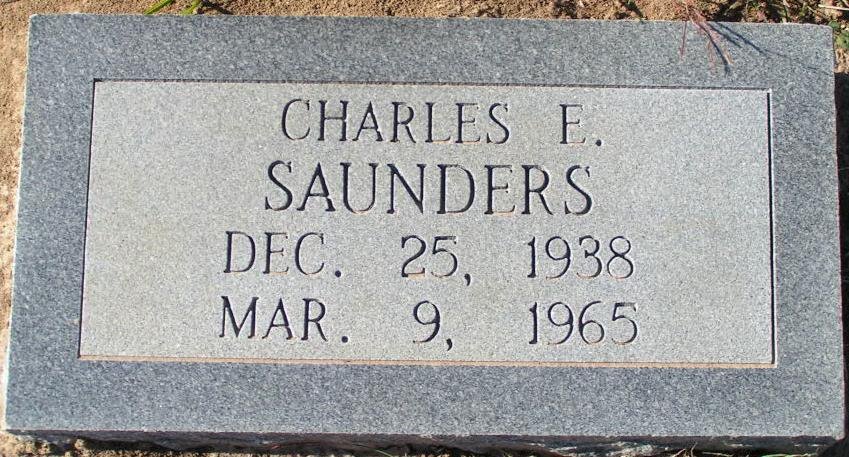 CHARLES E.
SAUNDERS
DEC. 25, 1938
MAR. 9, 1965